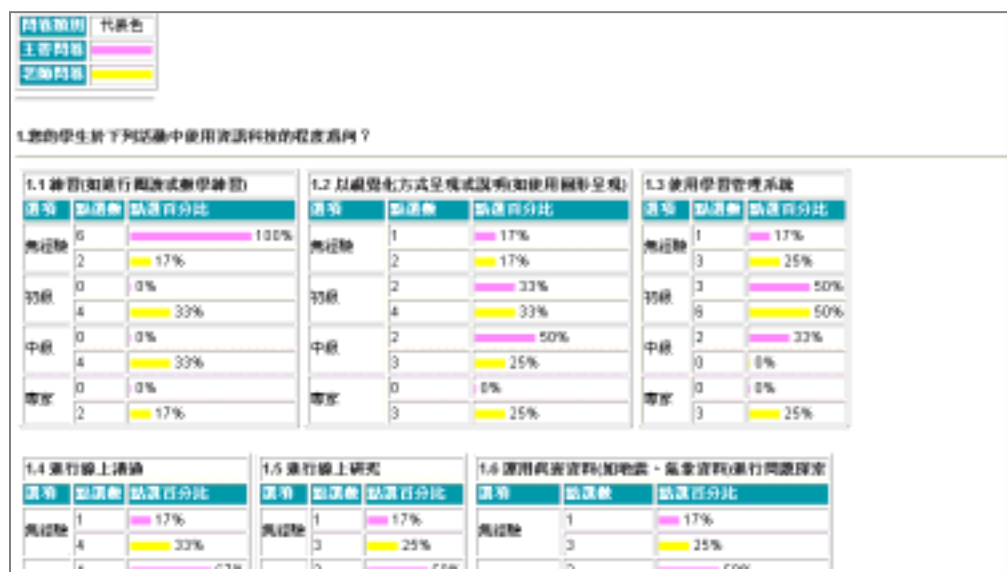 問卷類別 代表色
主管問卷
老師問卷
1.您的學生於下列活動中使用資訊科技的程度為何？
1.1 練習(如進行閱讀或數學練習)
選項 點選數 點選百分比
無經驗 6 100%
2 17%
初級 0 0%
4 33%
中級 0 0%
4 33%
專家 0 0%
2 17%
1.2 以視覺化方式呈現或說明(如使用圖形呈現)
選項 點選數 點選百分比
無經驗 1 17%
2 17%
初級 2 33%
4 33%
中級 2 50%
3 25%
專家 0 0%
3 25%
1.3 使用學習管理系統
選項 點選數 點選百分比
無經驗 1 17%
3 25%
初級 3 50%
6 50%
中級 2 33%
0 0%
專家 0 0%
3 25%
1.4 進行線上溝通
選項 點選數 點選百分比
無經驗 1 17%
4 33%
4 67%
1.5 進行線上研究
選項 點選數 點選百分比
無經驗 1 17%
3 25%
50%
1.6 運用真實資料(如地震、氣象資料)進行問題探索
選項 點選數 點選百分比
無經驗 1 17%
3 25%
50%